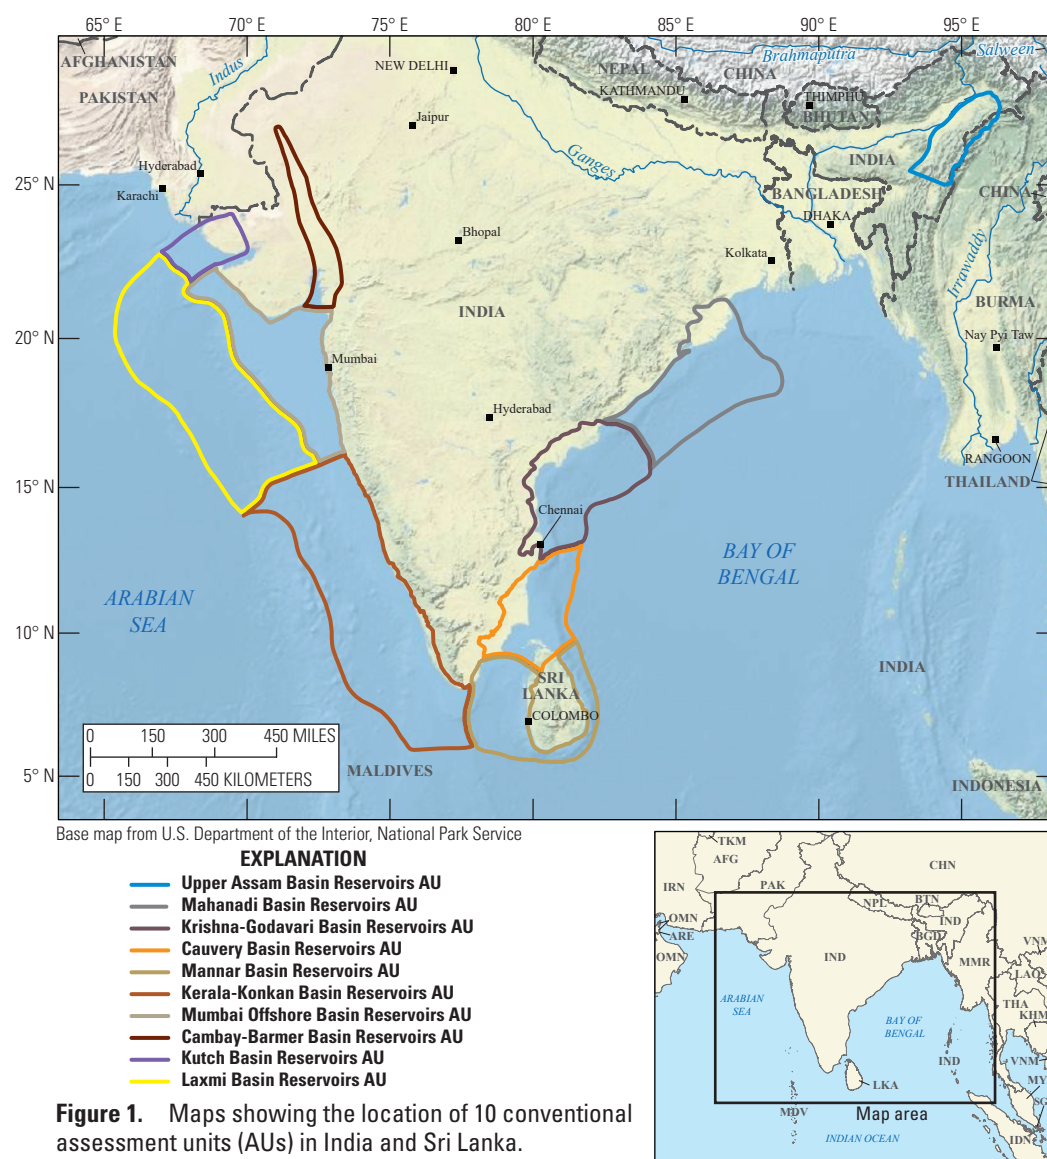 65° E 70° E 75° E 80° E 85° E 90° E 95° E
AFGHANISTAN
PAKISTAN
Indus
NEW DELHI
NEPAL
KATHMANDU
CHINA
Brahmaputra
Salween
THIMPHU
BHUTAN
Jaipur
Hyderabad
Karachi
25° N
Ganges
INDIA
BANGLADESH
DHAKA
CHINA
Bhopal
Kolkata
Irrawaddy
INDIA
BURMA
20° N
Mumbai
Nay Pyi Taw
Hyderabad
RANGOON
15° N
THAILAND
Chennai
BAY OF
BENGAL
ARABIAN
SEA
10° N
INDIA
SRI
LANKA
COLOMBO
0 150 300 450 MILES
0 150 300 450 KILOMETERS
MALDIVES
5° N
INDONESIA
Base map from U.S. Department of the Interior, National Park Service
EXPLANATION
Upper Assam Basin Reservoirs AU
Mahanadi Basin Reservoirs AU
Krishna-Godavari Basin Reservoirs AU
Cauvery Basin Reservoirs AU
Mannar Basin Reservoirs AU
Kerala-Konkan Basin Reservoirs AU
Mumbai Offshore Basin Reservoirs AU
Cambay-Barmer Basin Reservoirs AU
Kutch Basin Reservoirs AU
Laxmi Basin Reservoirs AU
TKM
AFG
CHN
IRN
PAK
NPL
BTN
OMN
IND
ARE
BGD
VNM
OMN
IND
MMR
LAO
ARABIAN
SEA
THA
KHM
BAY OF
BENGAL
IND
VNM
LKA
MY
SG
MDV
Map area
INDIAN OCEAN
IDN
Figure 1. Maps showing the location of 10 conventional
assessment units (AUs) in India and Sri Lanka.